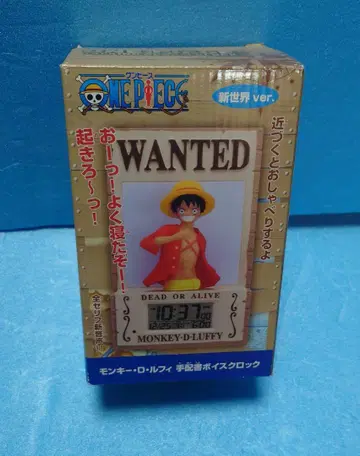 ワンピース
ONE PIECE
新世界 ver.
近づくとおしゃべりするよ
おーっ!よく寝たぞー!!
起きろ〜っ!
WANTED
DEAD OR ALIVE
10:37
MONKEY・D・LUFFY
モンキー・D・ルフィ 手配書ボイスクロック